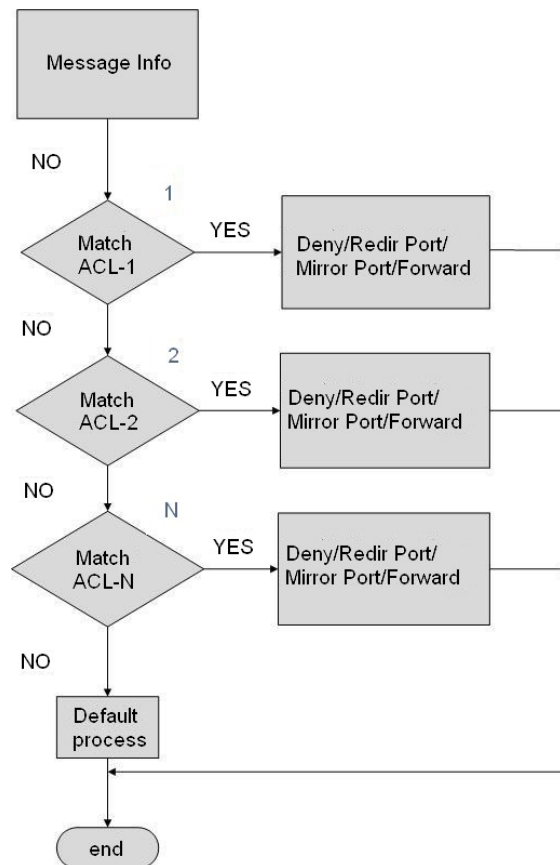 Message Info
NO
1
Match
ACL-1
YES
Deny/Redir Port/
Mirror Port/Forward
NO
2
Match
ACL-2
YES
Deny/Redir Port/
Mirror Port/Forward
NO
N
Match
ACL-N
YES
Deny/Redir Port/
Mirror Port/Forward
NO
Default
process
end